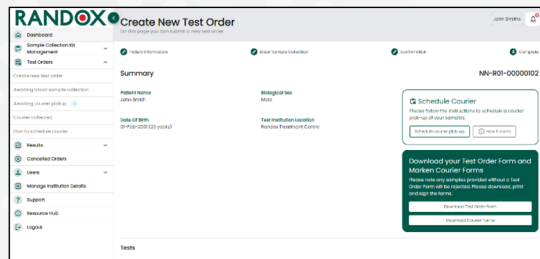 RANDOX
Dashboard
Sample Collection Kit
Management
Test Orders
Create new test order
Awaiting blood sample collection
Awaiting courier pickup
Courier collected
How to schedule courier
Results
Cancelled Orders
Users
Manage Institution Details
Support
Resource Hub
Logout
Create New Test Order
On this page you can submit a new test order
John Smith
Patient Information
Blood Sample Collection
Confirmation
Complete
Summary
NN-R01-00000102
Patient Name
John Smith
Biological Sex
Male
Date Of Birth
01-Feb-2001 (23 years)
Test Institution Location
Randox Treatment Centre
Schedule Courier
Please follow the instructions to schedule a courier
pick-up of your samples.
Schedule courier pick-up
How it works
Download your Test Order Form and
Marken Courier Forms
Please note any samples provided without a Test
Order Form will be rejected. Please download, print
and sign the forms.
Download Test Order Form
Download Courier Forms
Tests